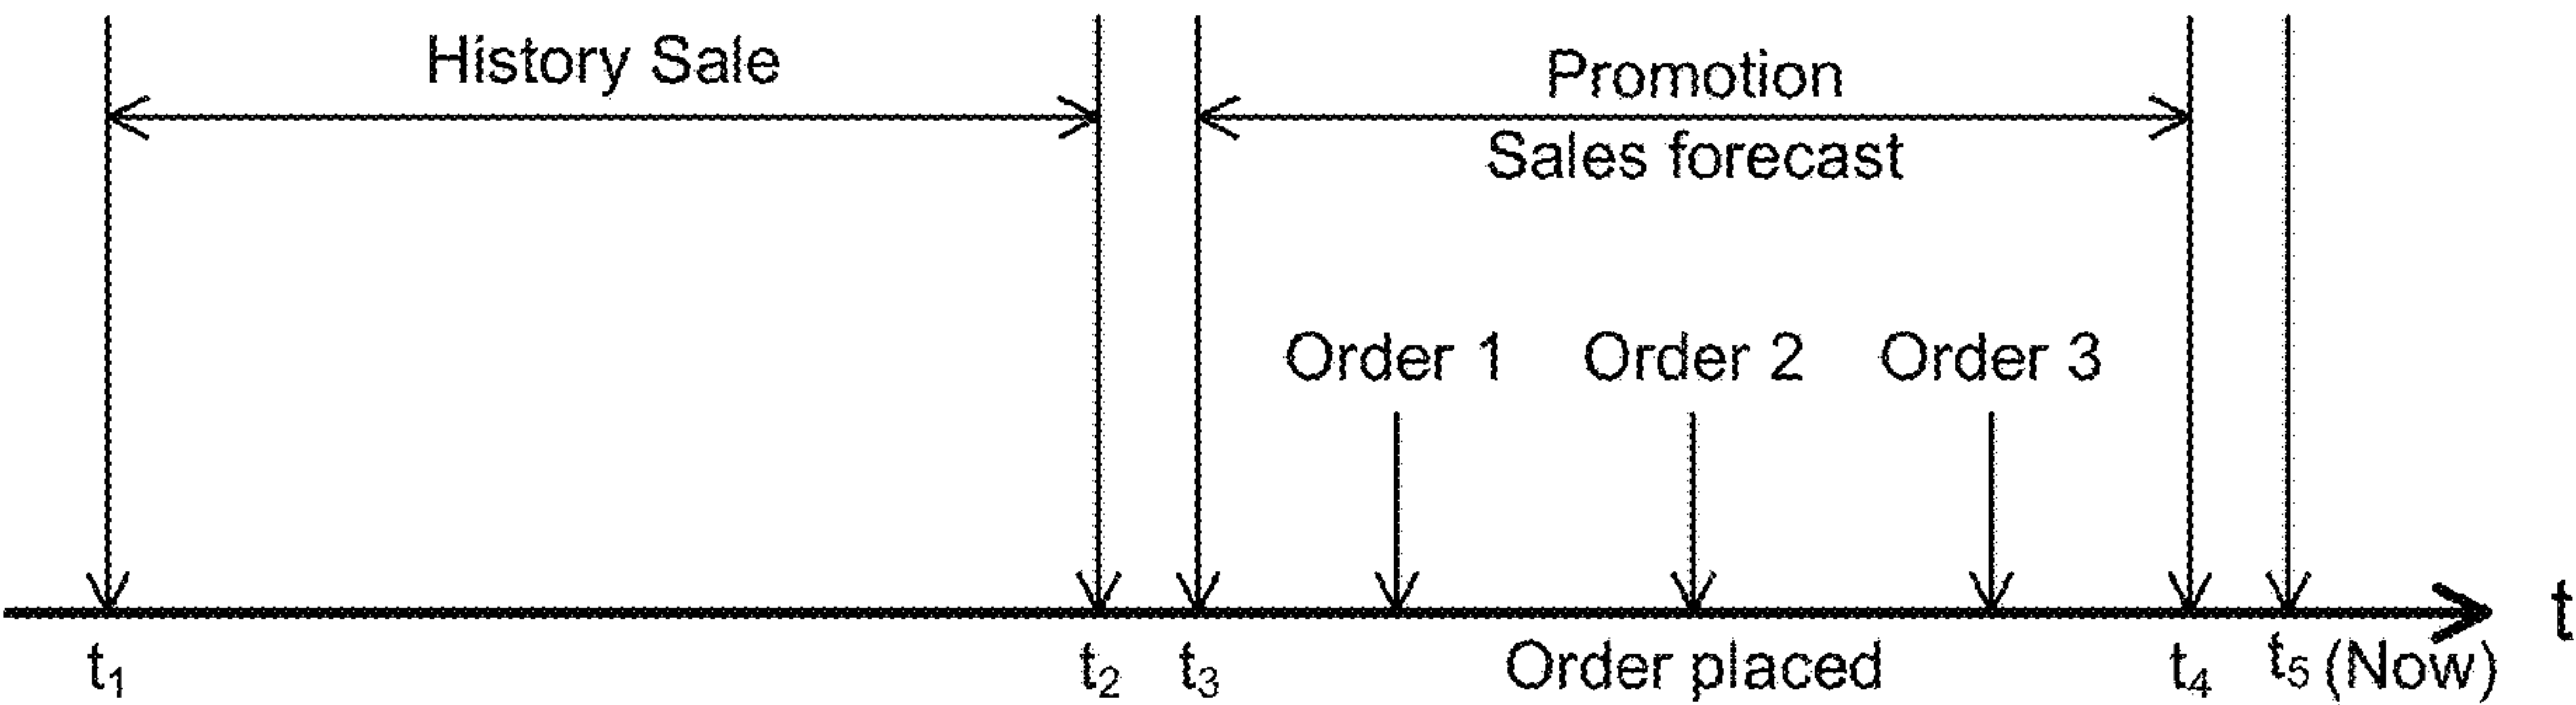 History Sale
Promotion
Sales forecast
Order 1 Order 2 Order 3
t
t1 t2 t3 Order placed t4 t5 (Now)